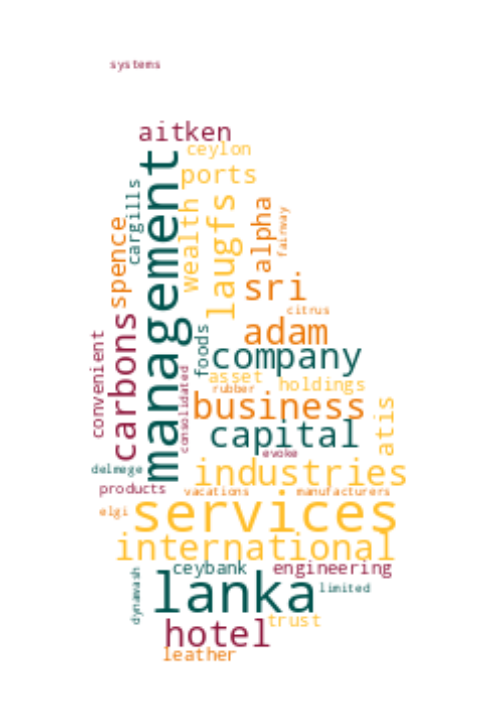 systems
aitken
ceylon
ports
management
cargills
wealth
laugfs
alpha
fairway
spence
sri
citrus
adam
carbons
convenient
foods
company
consolidated
asset
holdings
rubber
business
atis
capital
evoke
delmege
industries
products
vacations
manufacturers
elgi
services
international
ceybank
engineering
dynawash
lanka
limited
hotel
trust
leather